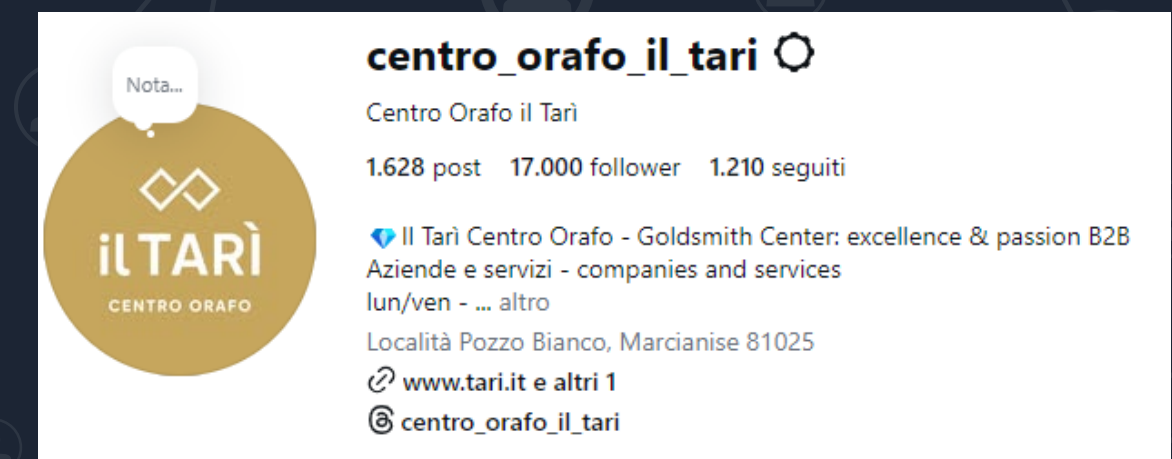 Nota...
iL TARÌ
CENTRO ORAFO
centro_orafo_il_tari
Centro Orafo il Tarì
1.628 post 17.000 follower 1.210 seguiti
💎 Il Tarì Centro Orafo - Goldsmith Center: excellence & passion B2B
Aziende e servizi - companies and services
lun/ven - ... altro
Località Pozzo Bianco, Marcianise 81025
www.tari.it e altri 1
centro_orafo_il_tari